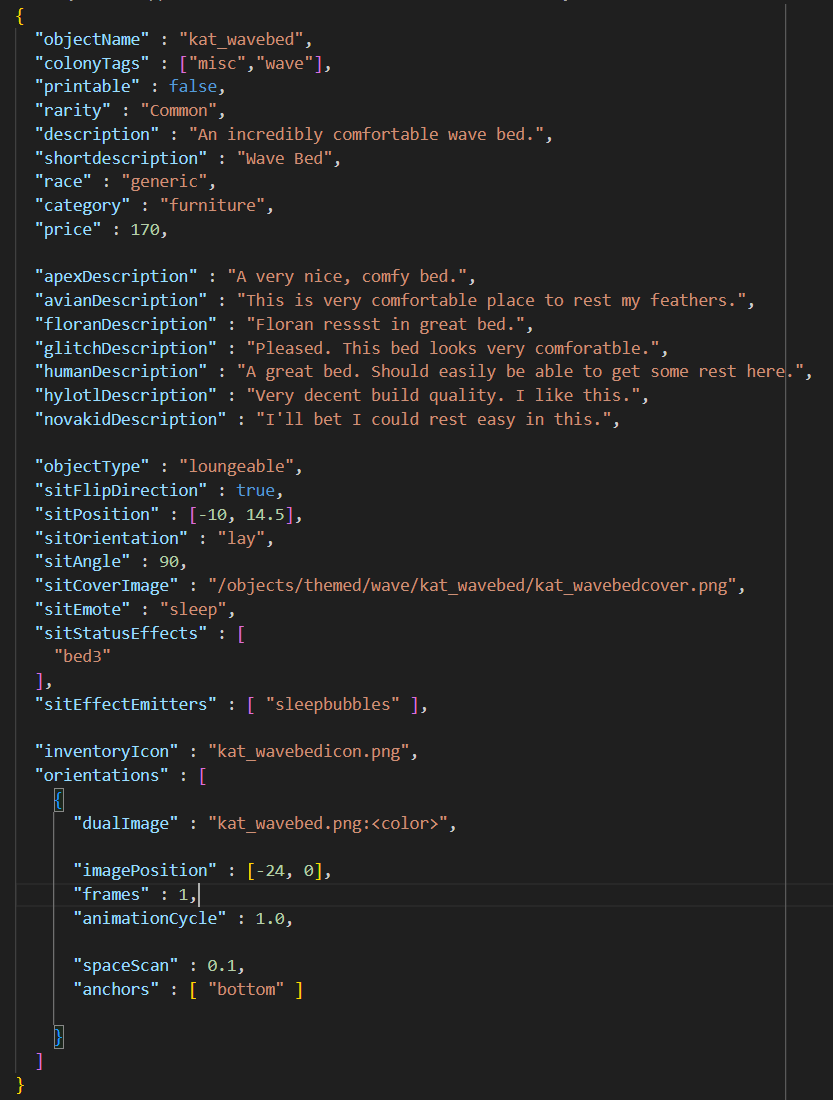 {
"objectName" : "kat_wavebed",
"colonyTags" : ["misc","wave"],
"printable" : false,
"rarity" : "Common",
"description" : "An incredibly comfortable wave bed.",
"shortdescription" : "Wave Bed",
"race" : "generic",
"category" : "furniture",
"price" : 170,
"apexDescription" : "A very nice, comfy bed.",
"avianDescription" : "This is very comfortable place to rest my feathers.",
"floranDescription" : "Floran ressst in great bed.",
"glitchDescription" : "Pleased. This bed looks very comforatble.",
"humanDescription" : "A great bed. Should easily be able to get some rest here.",
"hylotlDescription" : "Very decent build quality. I like this.",
"novakidDescription" : "I'll bet I could rest easy in this.",
"objectType" : "loungeable",
"sitFlipDirection" : true,
"sitPosition" : [-10, 14.5],
"sitOrientation" : "lay",
"sitAngle" : 90,
"sitCoverImage" : "/objects/themed/wave/kat_wavebed/kat_wavebedcover.png",
"sitEmote" : "sleep",
"sitStatusEffects" : [
"bed3"
],
"sitEffectEmitters" : [ "sleepbubbles" ],
"inventoryIcon" : "kat_wavebedicon.png",
"orientations" : [
{
"dualImage" : "kat_wavebed.png:<color>",
"imagePosition" : [-24, 0],
"frames" : 1,
"animationCycle" : 1.0,
"spaceScan" : 0.1,
"anchors" : [ "bottom" ]
}
]
}